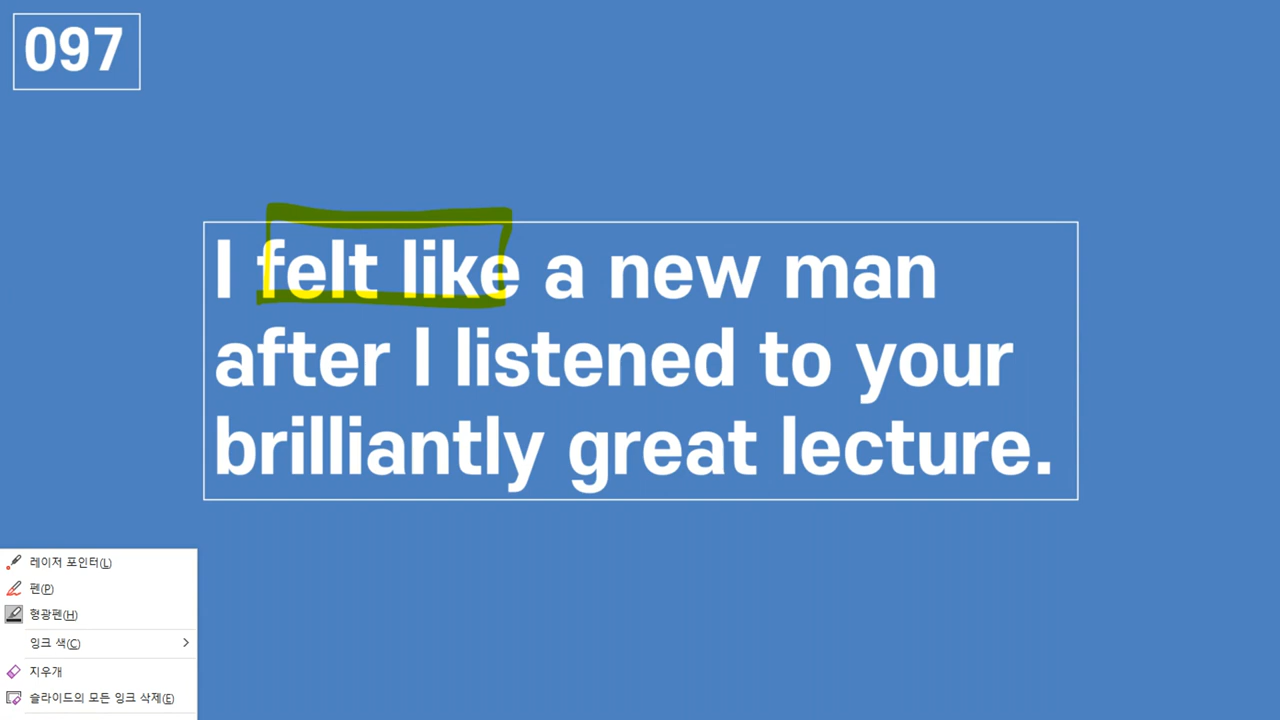 097
I felt like a new man
after I listened to your
brilliantly great lecture.
레이저 포인터(L)
펜(P)
형광펜(H)
잉크 색(C)
지우개
슬라이드의 모든 잉크 삭제(E)